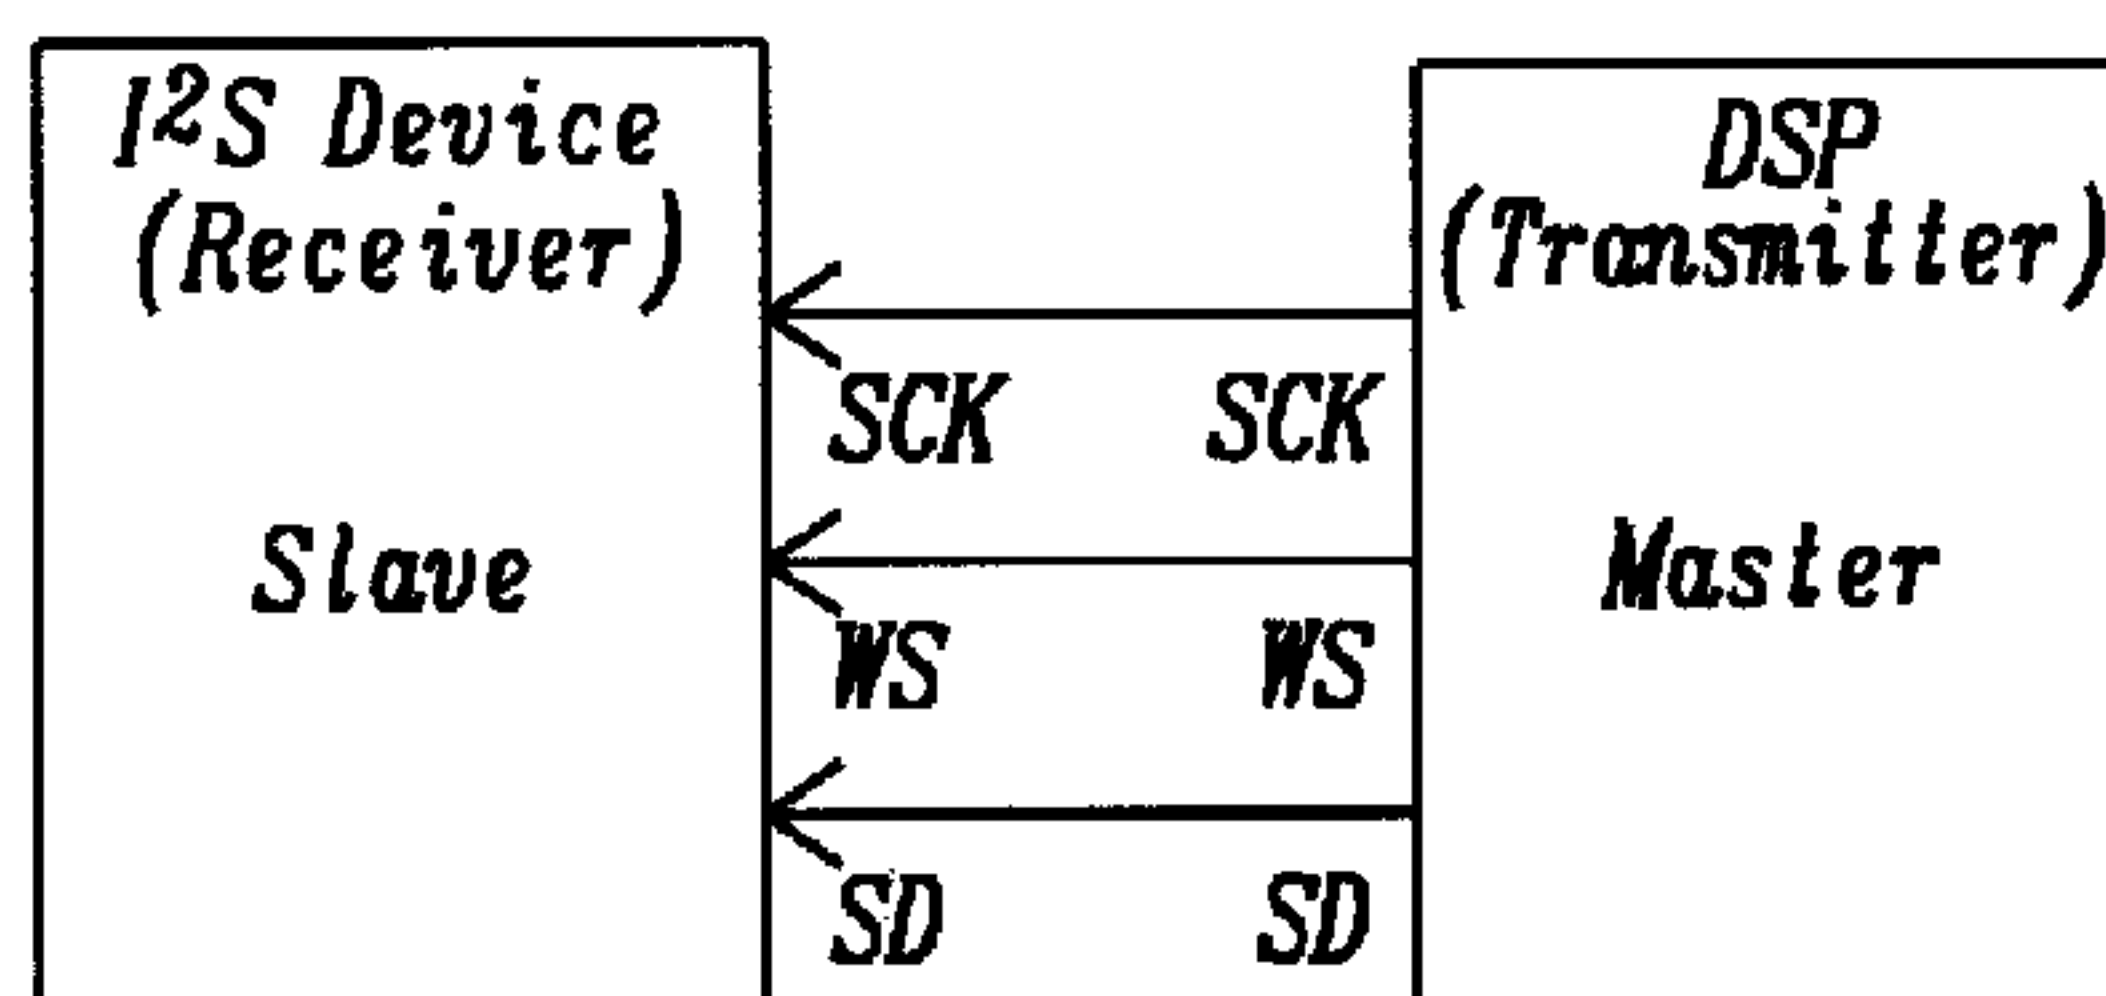 I²S Device
(Receiver)
DSP
(Transmitter)
SCK
SCK
Slave
Master
WS
WS
SD
SD